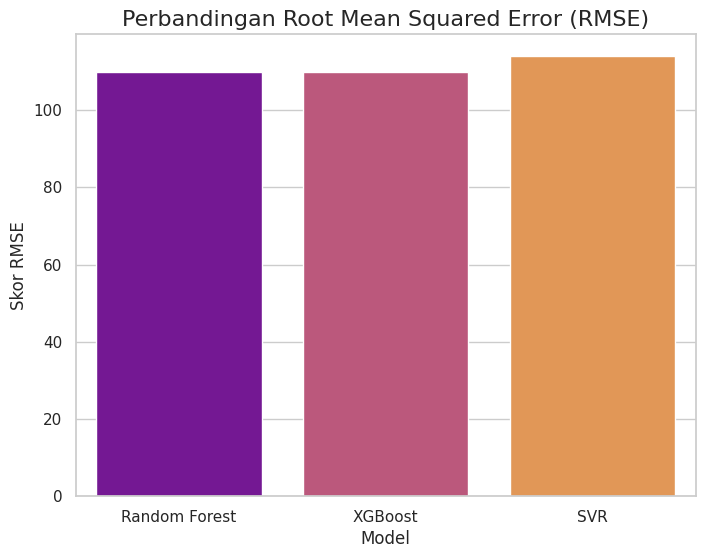 Perbandingan Root Mean Squared Error (RMSE)
Skor RMSE
100
80
60
40
20
0
Random Forest
XGBoost
SVR
Model